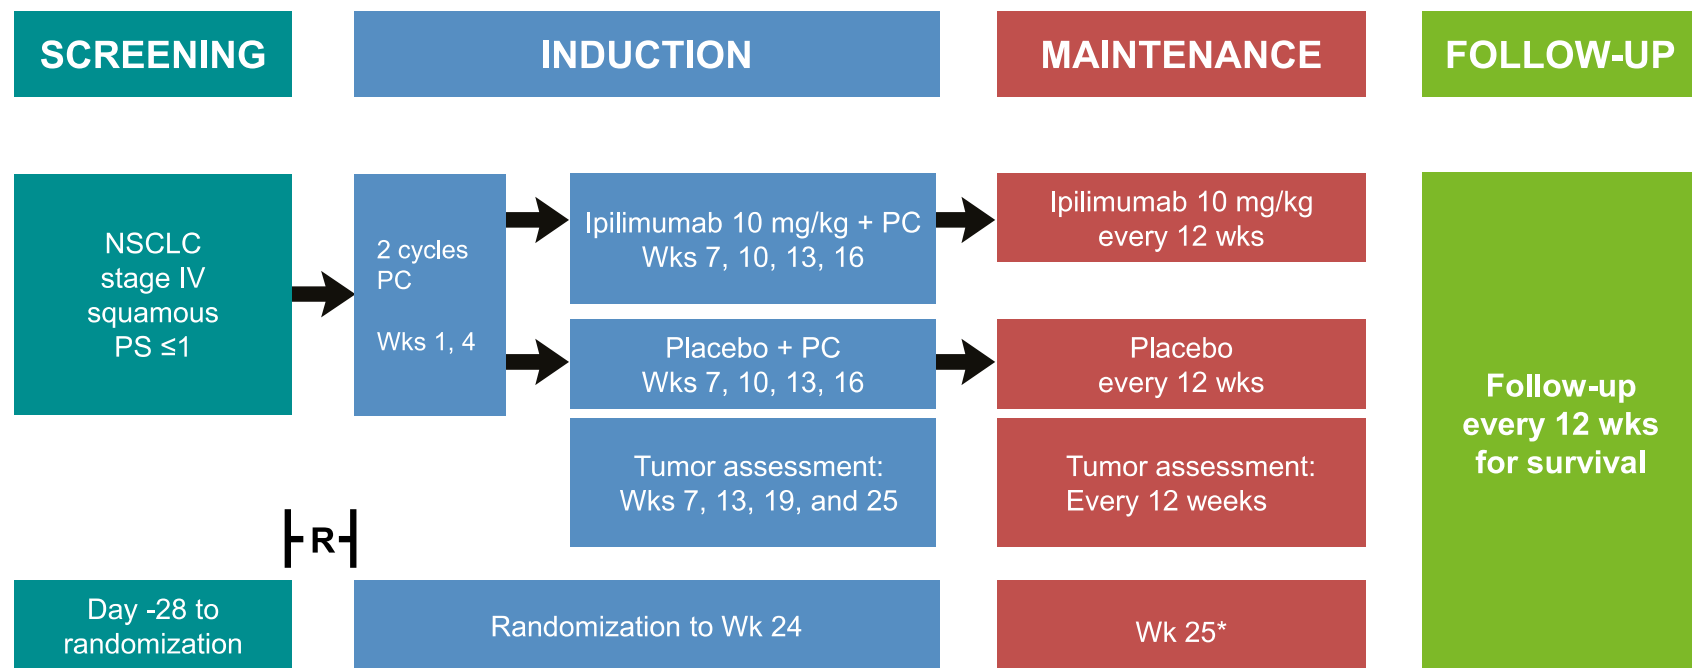 SCREENING
INDUCTION
MAINTENANCE
FOLLOW-UP
NSCLC
stage IV
squamous
PS ≤1
2 cycles
PC
Wks 1, 4
Ipilimumab 10 mg/kg + PC
Wks 7, 10, 13, 16
Ipilimumab 10 mg/kg
every 12 wks
Placebo + PC
Wks 7, 10, 13, 16
Placebo
every 12 wks
Tumor assessment:
Wks 7, 13, 19, and 25
Tumor assessment:
Every 12 weeks
Follow-up
every 12 wks
for survival
R
Day -28 to
randomization
Randomization to Wk 24
Wk 25*